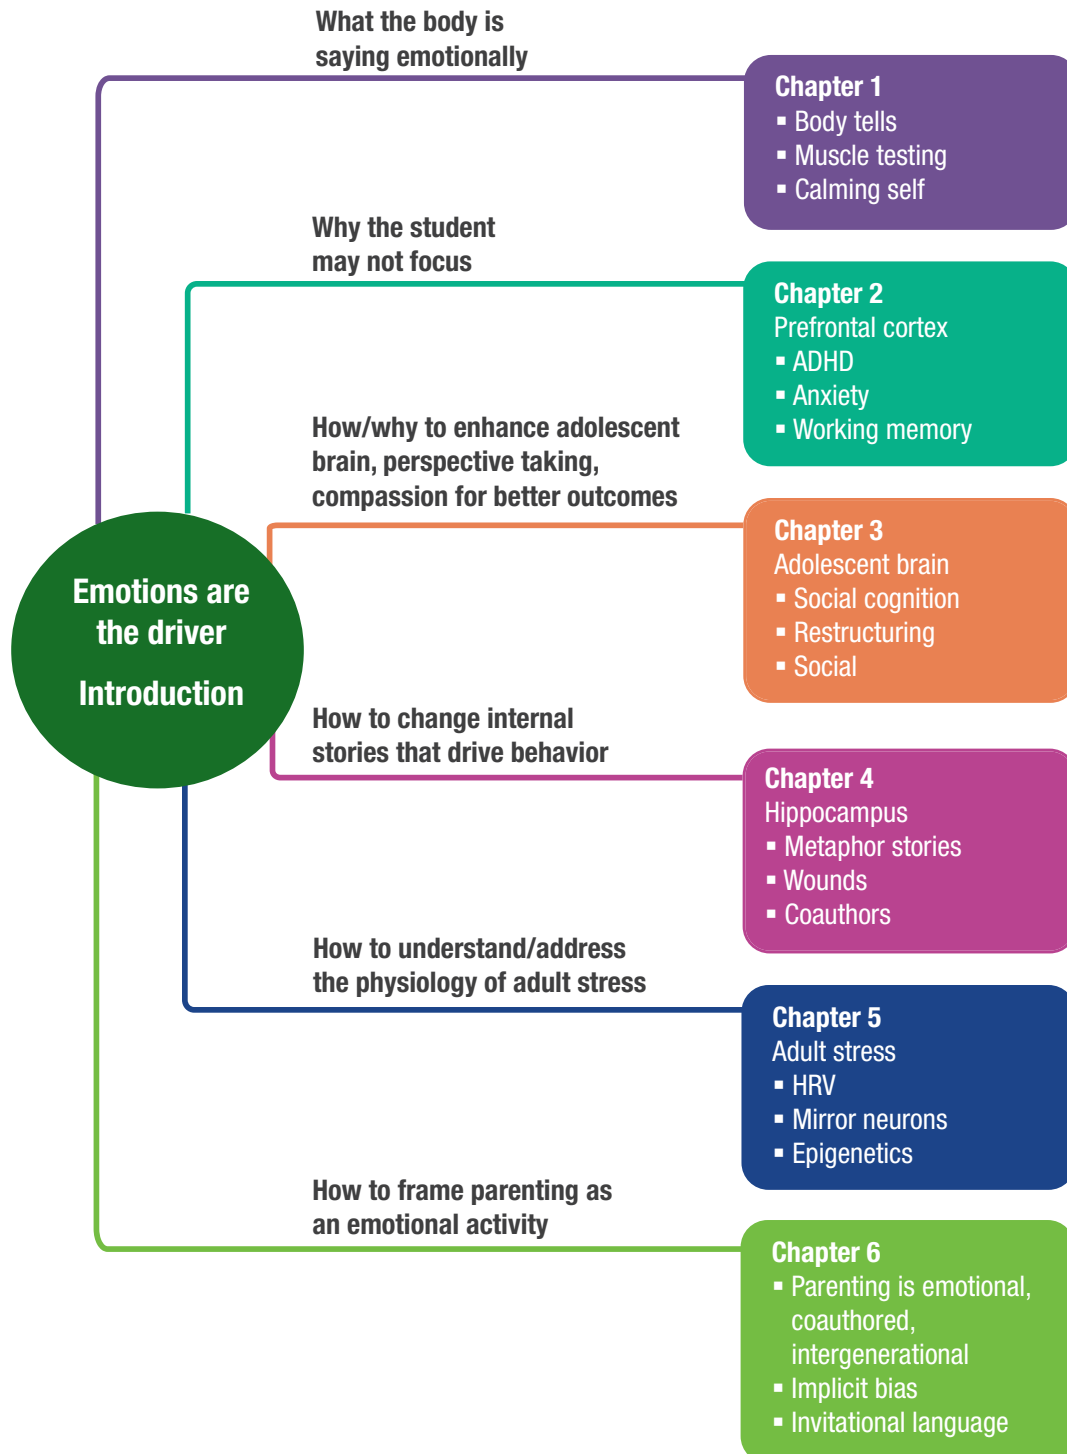 What the body is
saying emotionally
Chapter 1
▪ Body tells
▪ Muscle testing
▪ Calming self
Why the student
may not focus
Chapter 2
Prefrontal cortex
▪ ADHD
▪ Anxiety
▪ Working memory
How/why to enhance adolescent
brain, perspective taking,
compassion for better outcomes
Chapter 3
Adolescent brain
▪ Social cognition
▪ Restructuring
▪ Social
Emotions are
the driver
Introduction
How to change internal
stories that drive behavior
Chapter 4
Hippocampus
▪ Metaphor stories
▪ Wounds
▪ Coauthors
How to understand/address
the physiology of adult stress
Chapter 5
Adult stress
▪ HRV
▪ Mirror neurons
▪ Epigenetics
How to frame parenting as
an emotional activity
Chapter 6
▪ Parenting is emotional,
coauthored,
intergenerational
▪ Implicit bias
▪ Invitational language